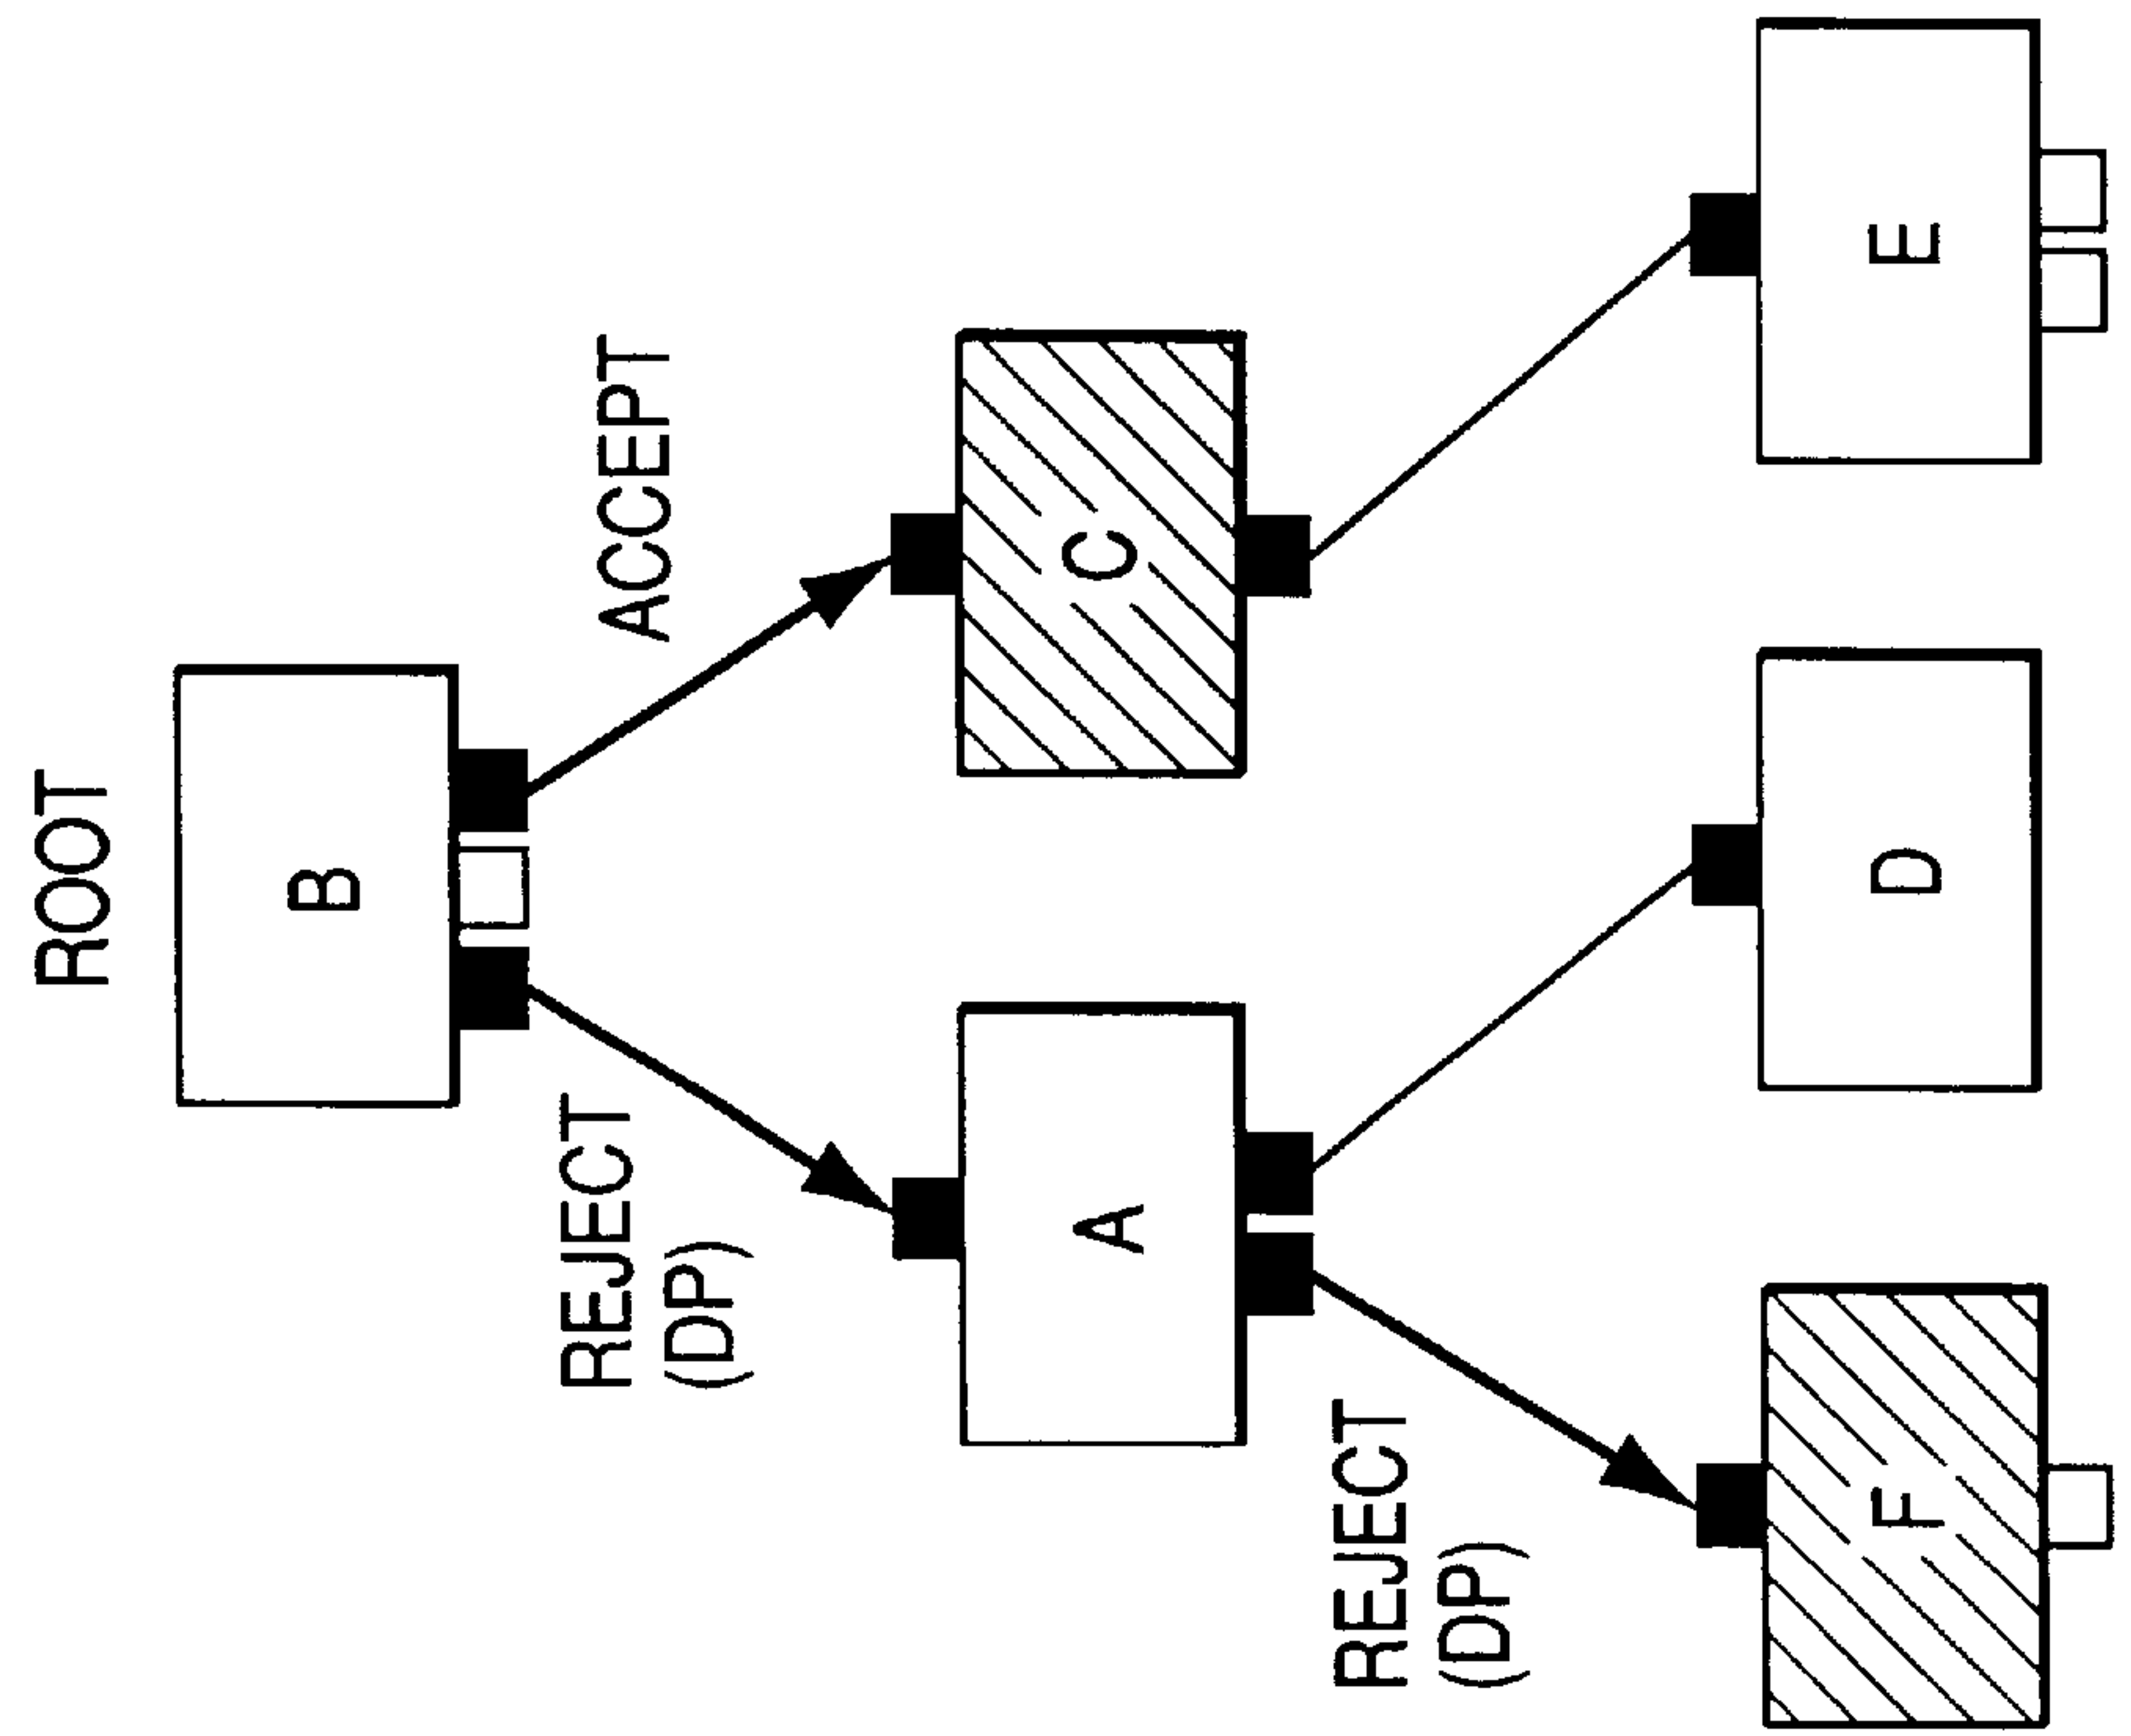 ROOT
B
REJECT
(DP)
ACCEPT
A
C
REJECT
(DP)
F
D
E